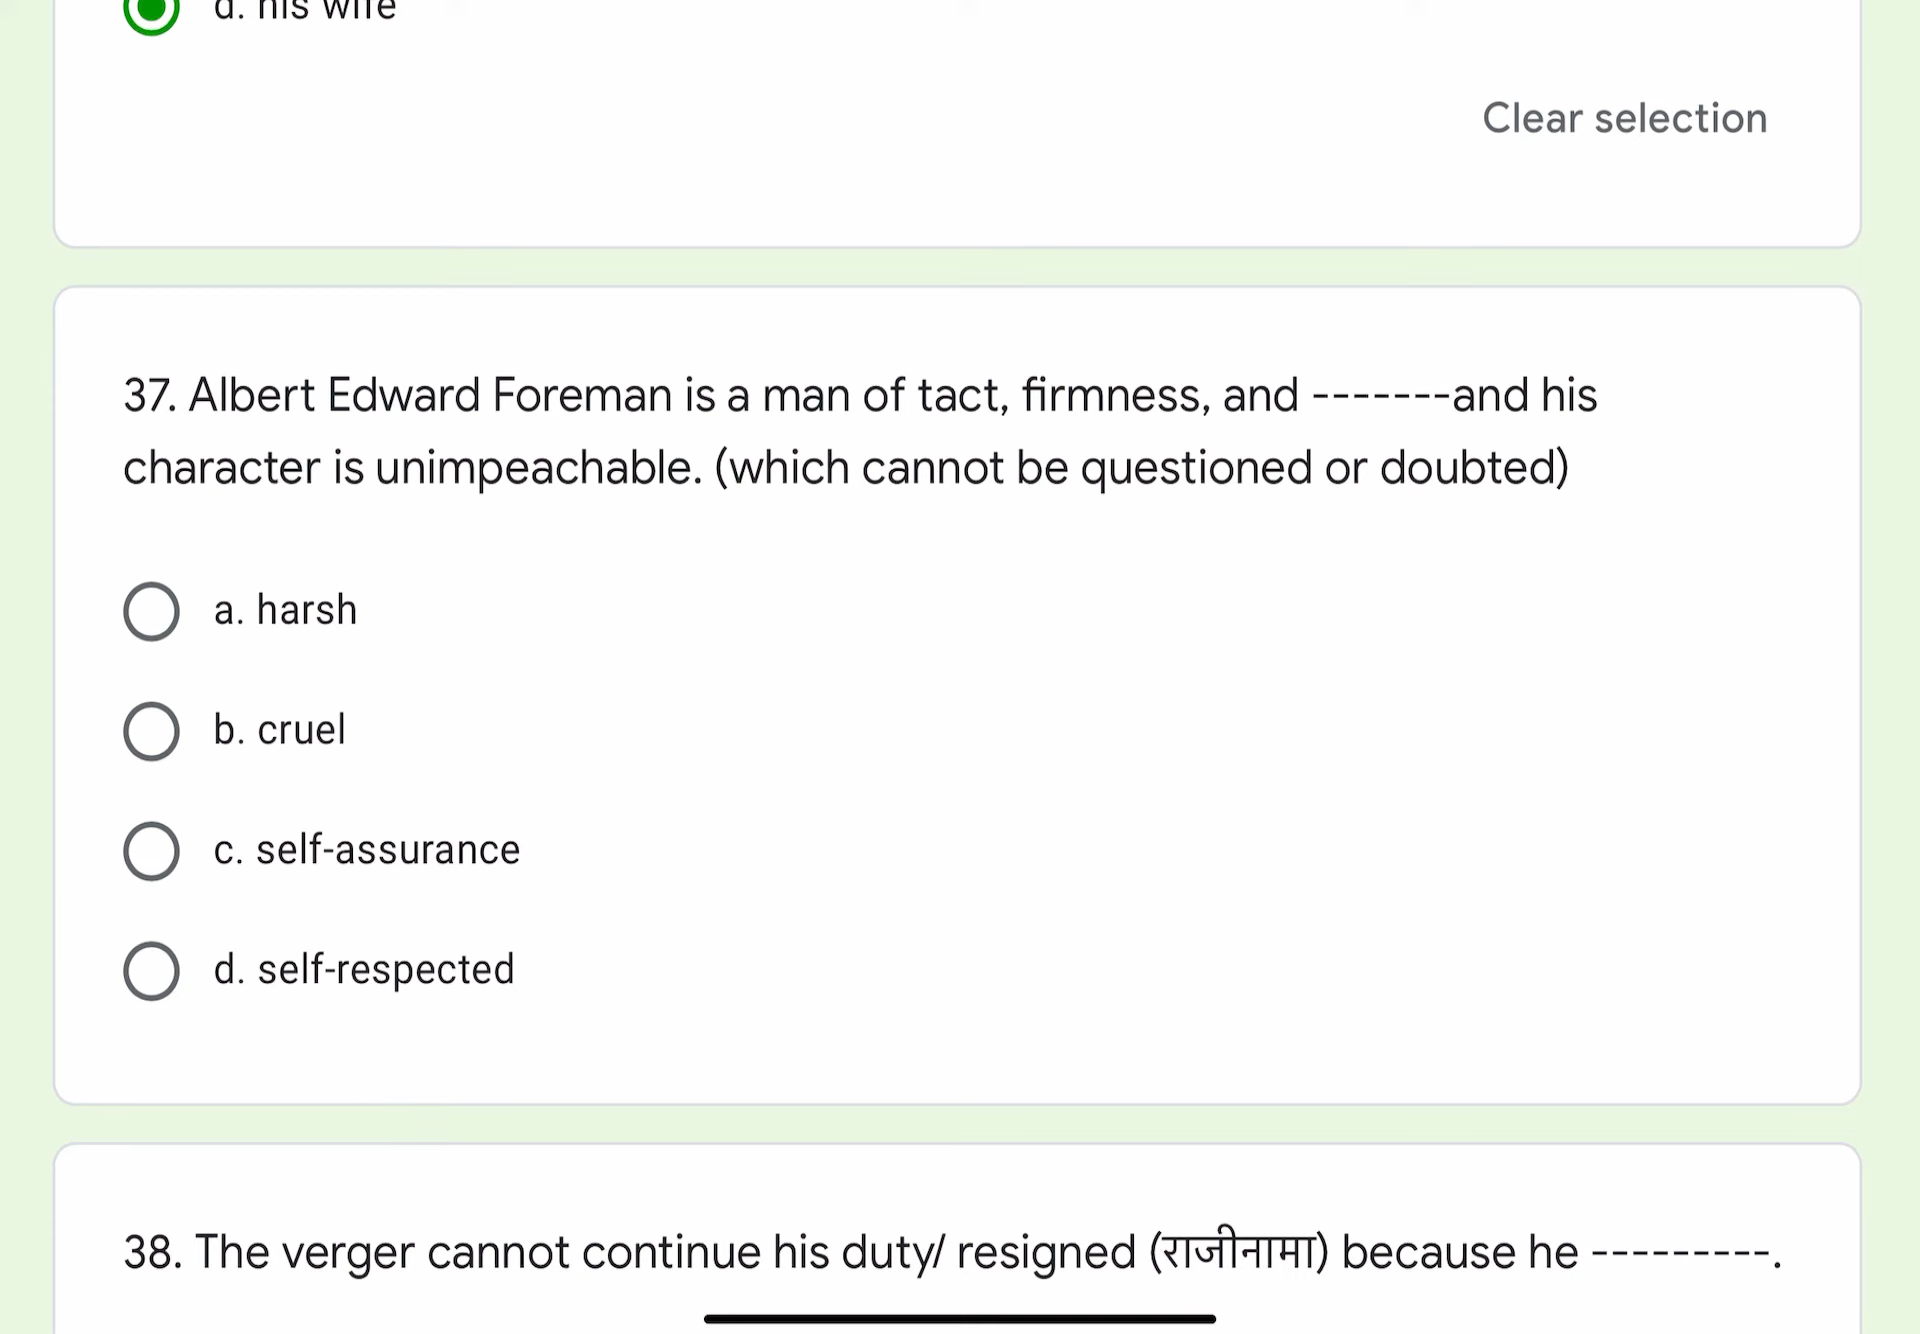 d. his wife
Clear selection
37. Albert Edward Foreman is a man of tact, firmness, and -------and his
character is unimpeachable. (which cannot be questioned or doubted)
a. harsh
b. cruel
c. self-assurance
d. self-respected
38. The verger cannot continue his duty/ resigned (राजीनामा) because he ---------.